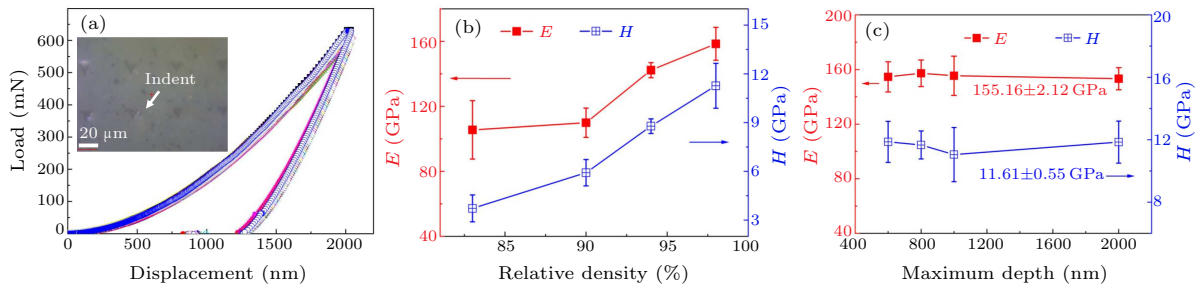 (a)
Load (mN)
600
500
400
300
200
100
0
Indent
20 µm
0
500
1000
1500
2000
Displacement (nm)
(b)
E
H
E (GPa)
160
120
80
40
15
12
9
6
3
H (GPa)
85
90
95
100
Relative density (%)
(c)
E
H
E (GPa)
200
160
120
80
40
155.16±2.12 GPa
11.61±0.55 GPa
20
16
12
8
H (GPa)
400
800
1200
1600
2000
Maximum depth (nm)